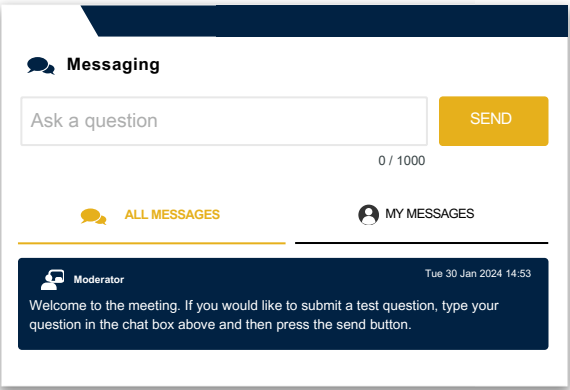 Messaging
Ask a question
SEND
0 / 1000
ALL MESSAGES
MY MESSAGES
Moderator
Tue 30 Jan 2024 14:53
Welcome to the meeting. If you would like to submit a test question, type your
question in the chat box above and then press the send button.